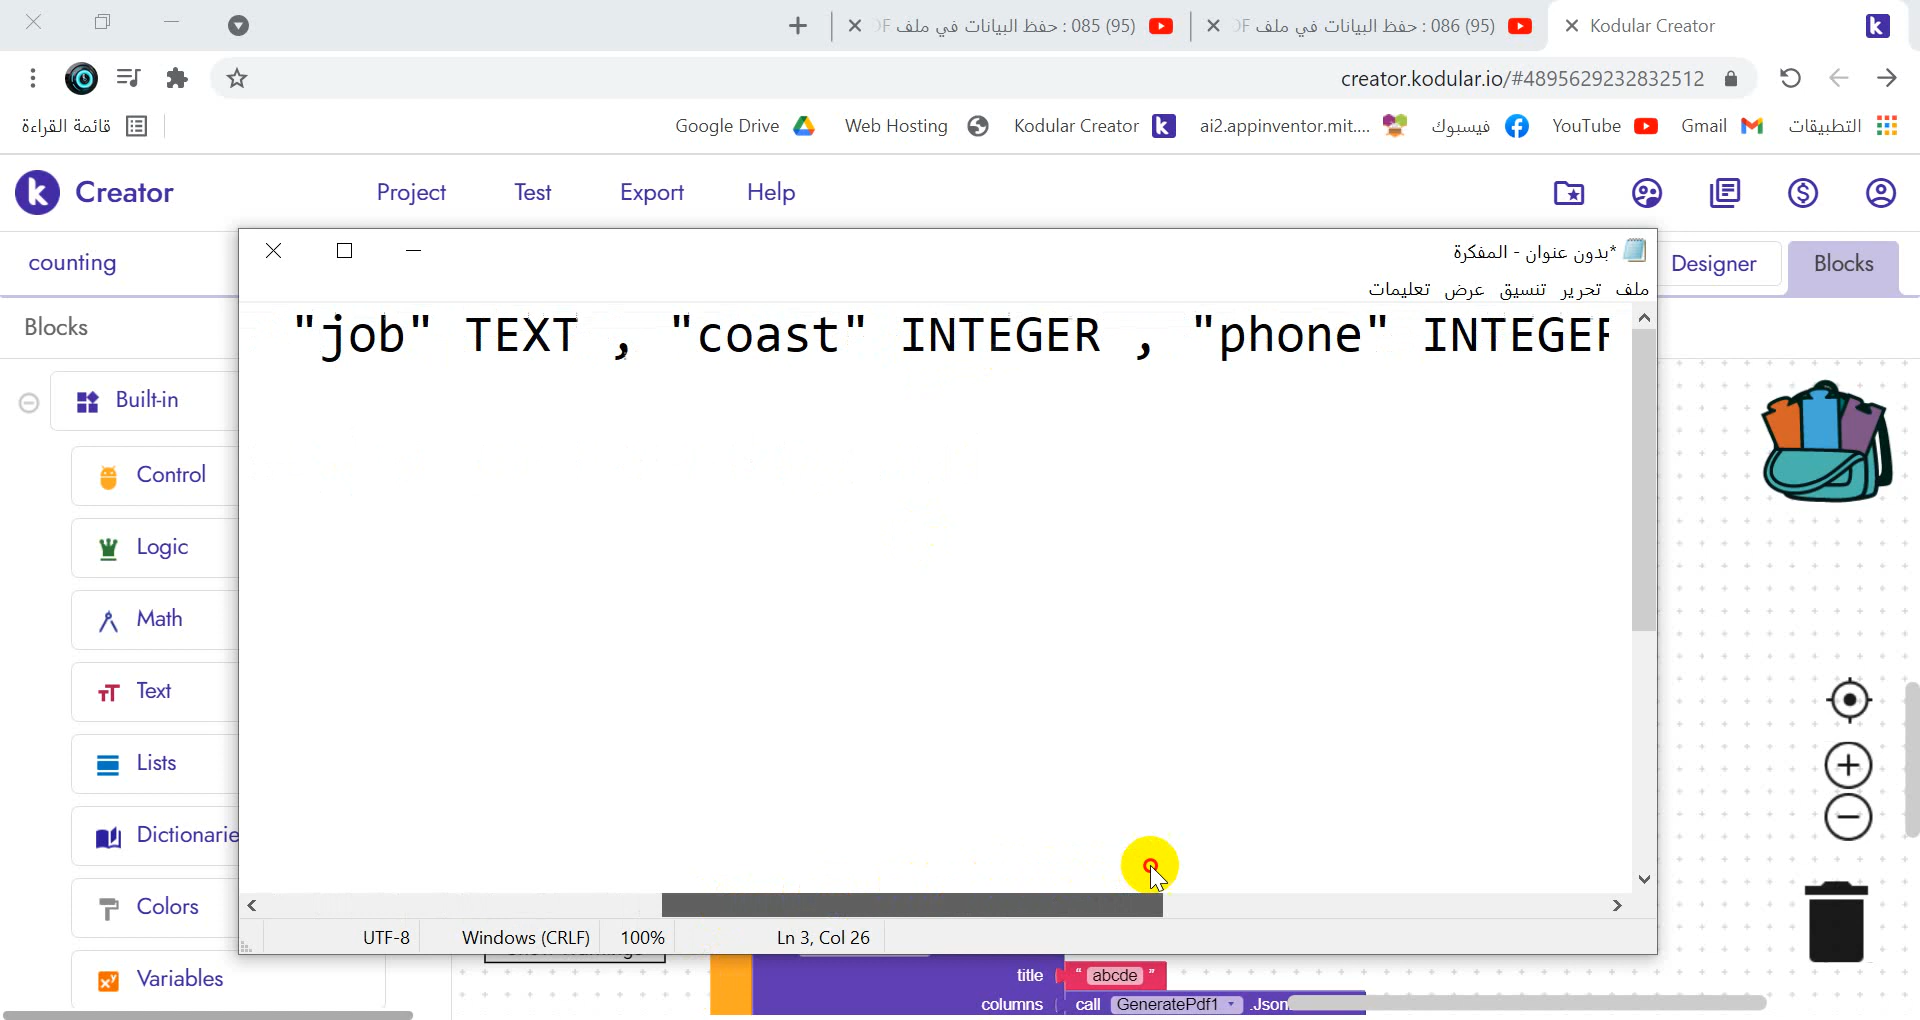 (95) 085 : حفظ البيانات في ملف
(95) 086 : حفظ البيانات في ملف
Kodular Creator
creator.kodular.io/#4895629232832512
قائمة القراءة
Google Drive
Web Hosting
Kodular Creator
ai2.appinventor.mit....
فيسبوك
YouTube
Gmail
التطبيقات
Creator
Project
Test
Export
Help
counting
*بدون عنوان - المفكرة
Designer
Blocks
ملف تحرير تنسيق عرض تعليمات
Blocks
"job" TEXT , "coast" INTEGER , "phone" INTEGER
Built-in
Control
Logic
Math
Text
Lists
Dictionarie
Colors
Variables
UTF-8
Windows (CRLF)
100%
Ln 3, Col 26
title
" abcde "
columns
call GeneratePdf1 .Json